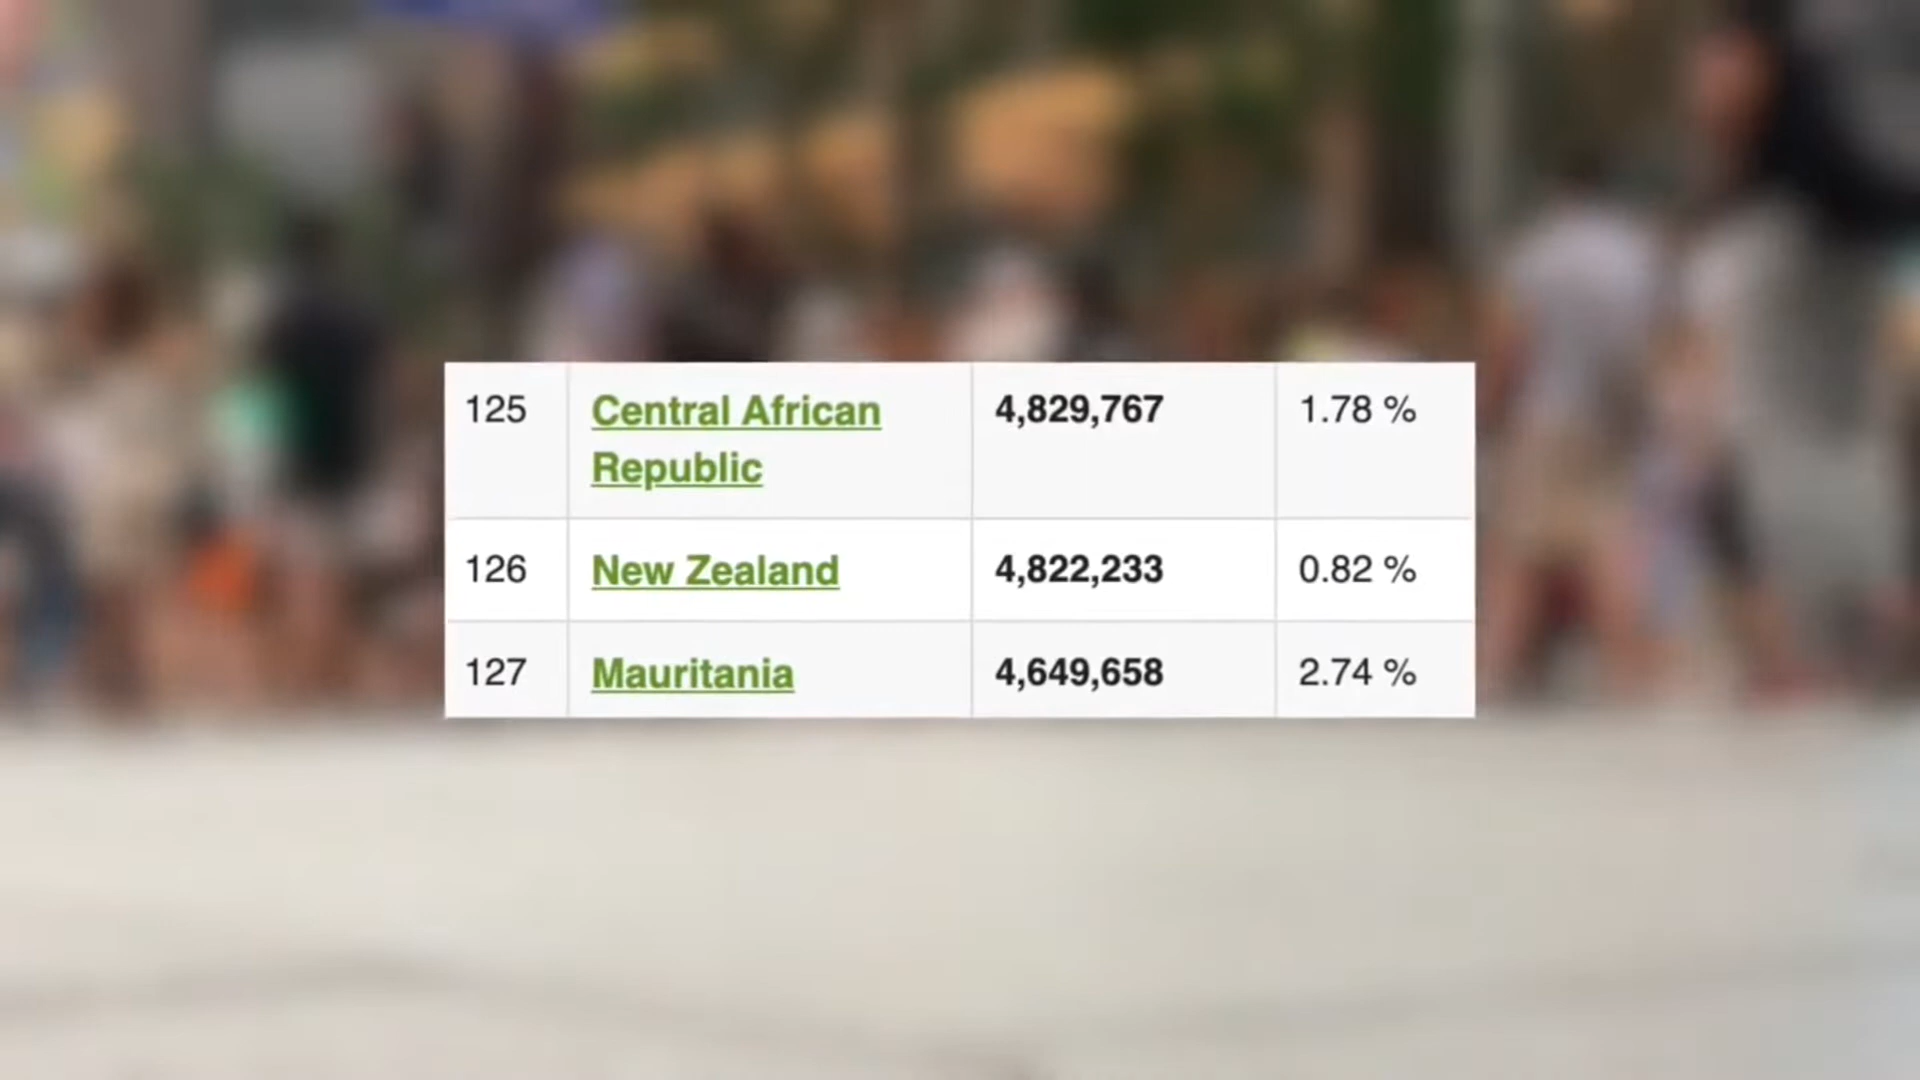 125 Central African 4,829,767 1.78 %
Republic
126 New Zealand 4,822,233 0.82 %
127 Mauritania 4,649,658 2.74 %